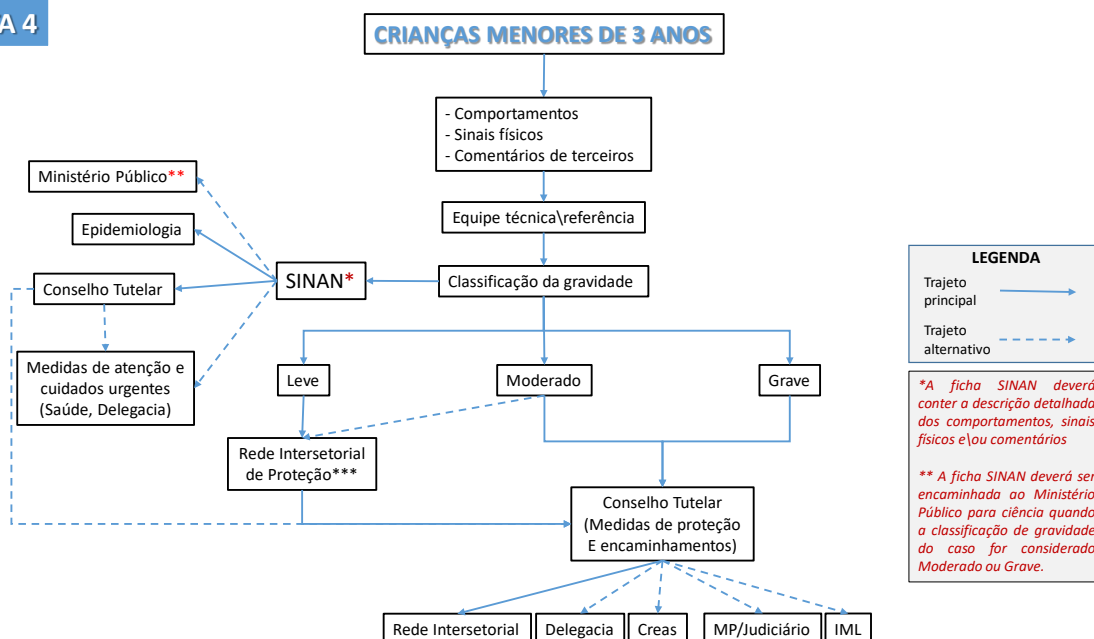 A 4
CRIANÇAS MENORES DE 3 ANOS
- Comportamentos
- Sinais físicos
- Comentários de terceiros
Ministério Público**
Equipe técnica\referência
Epidemiologia
SINAN*
Classificação da gravidade
Conselho Tutelar
Medidas de atenção e
cuidados urgentes
(Saúde, Delegacia)
Leve
Moderado
Grave
Rede Intersetorial
de Proteção***
Conselho Tutelar
(Medidas de proteção
E encaminhamentos)
Rede Intersetorial
Delegacia
Creas
MP/Judiciário
IML
LEGENDA
Trajeto
principal
Trajeto
alternativo
*A ficha SINAN deverá
conter a descrição detalhada
dos comportamentos, sinais
físicos e\ou comentários
** A ficha SINAN deverá ser
encaminhada ao Ministério
Público para ciência quando
a classificação de gravidade
do caso for considerado
Moderado ou Grave.